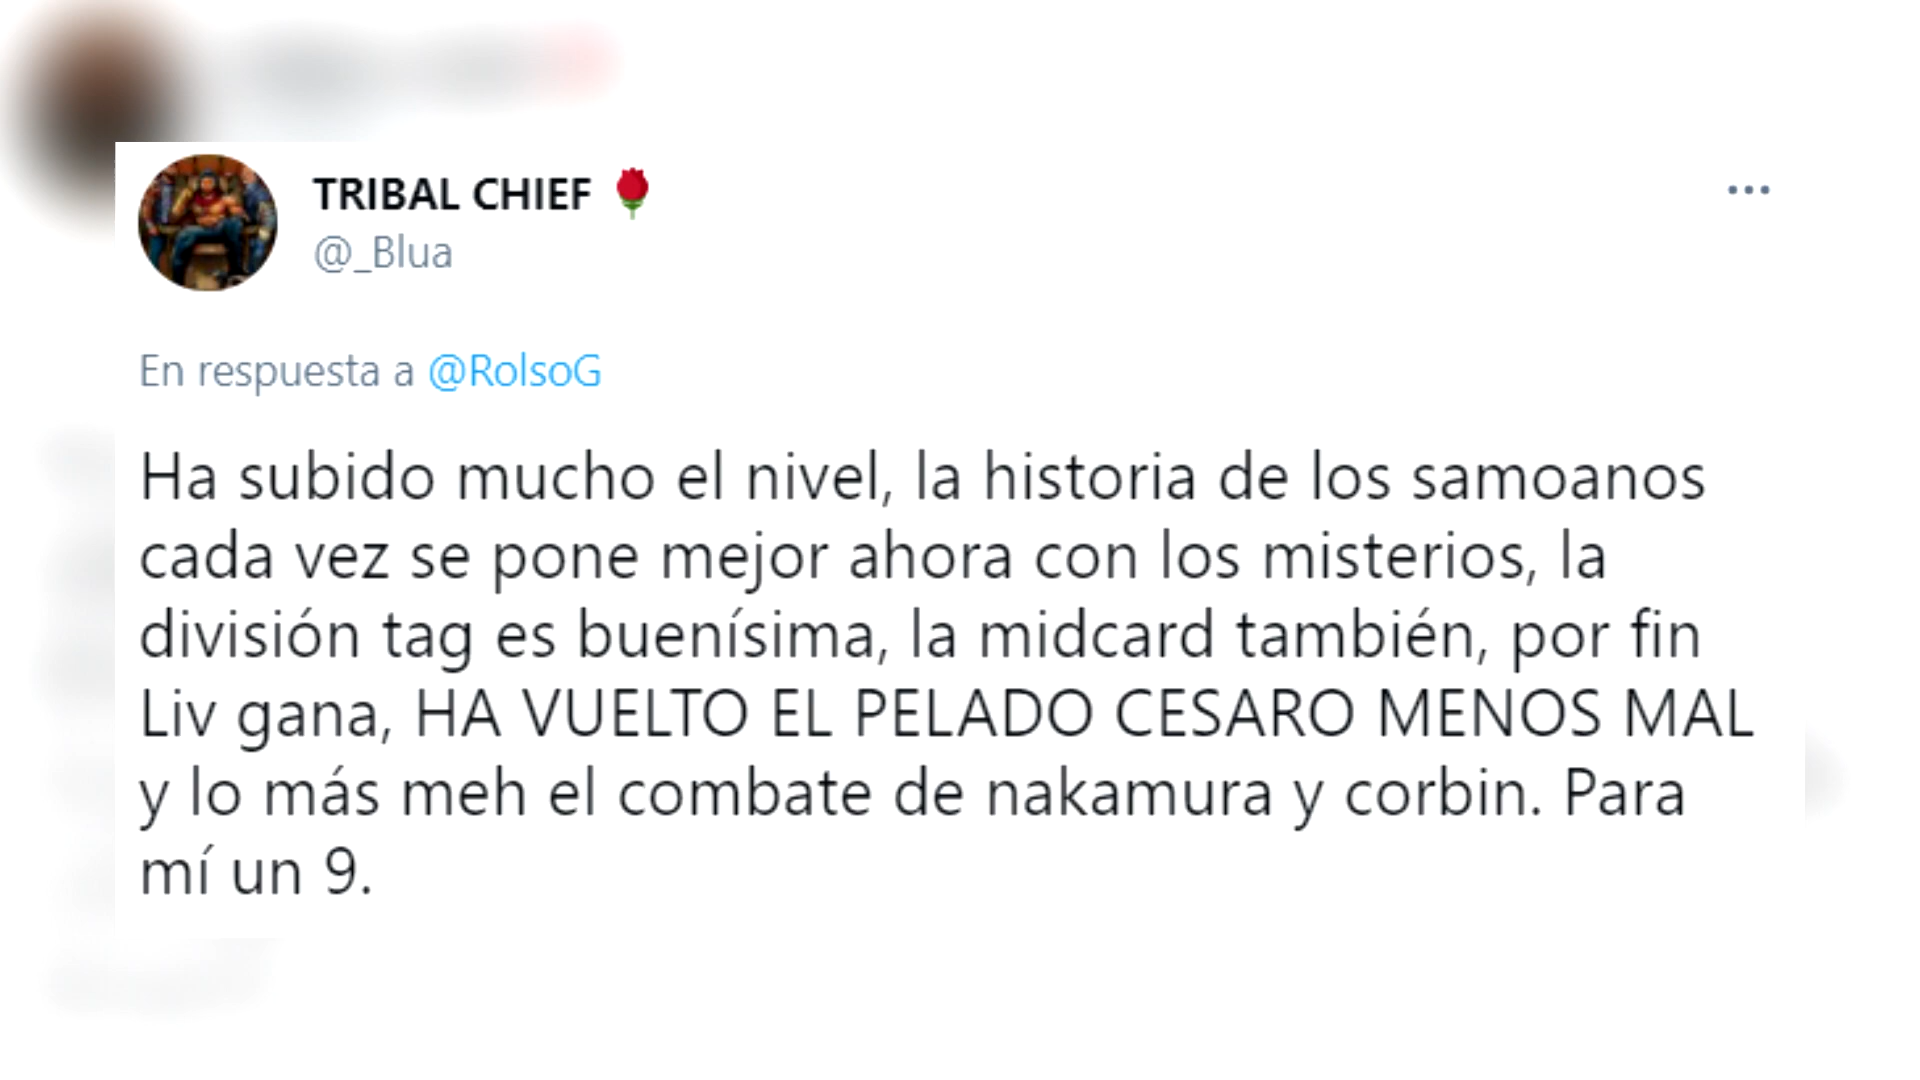 TRIBAL CHIEF 🌹
@_Blua
En respuesta a @RolsoG
Ha subido mucho el nivel, la historia de los samoanos
cada vez se pone mejor ahora con los misterios, la
división tag es buenísima, la midcard también, por fin
Liv gana, HA VUELTO EL PELADO CESARO MENOS MAL
y lo más meh el combate de nakamura y corbin. Para
mí un 9.